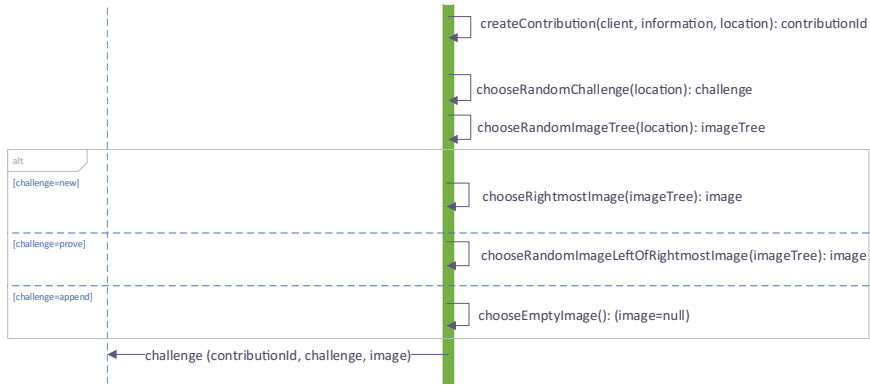 createContribution(client, information, location): contributionId
chooseRandomChallenge(location): challenge
chooseRandomImageTree(location): imageTree
alt
[challenge=new]
chooseRightmostImage(imageTree): image
[challenge=prove]
chooseRandomImageLeftOfRightmostImage(imageTree): image
[challenge=append]
chooseEmptyImage(): (image=null)
challenge (contributionId, challenge, image)